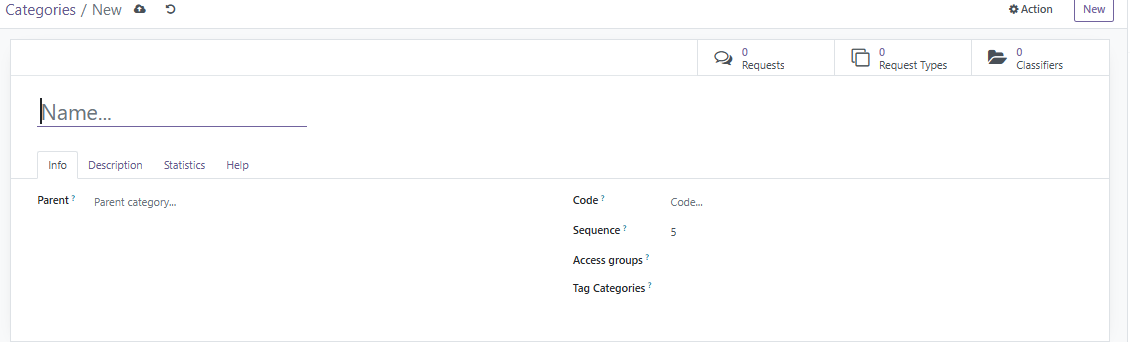 Categories / New
Action
New
0
Requests
0
Request Types
0
Classifiers
Name...
Info Description Statistics Help
Parent ? Parent category...
Code ? Code...
Sequence ? 5
Access groups ?
Tag Categories ?